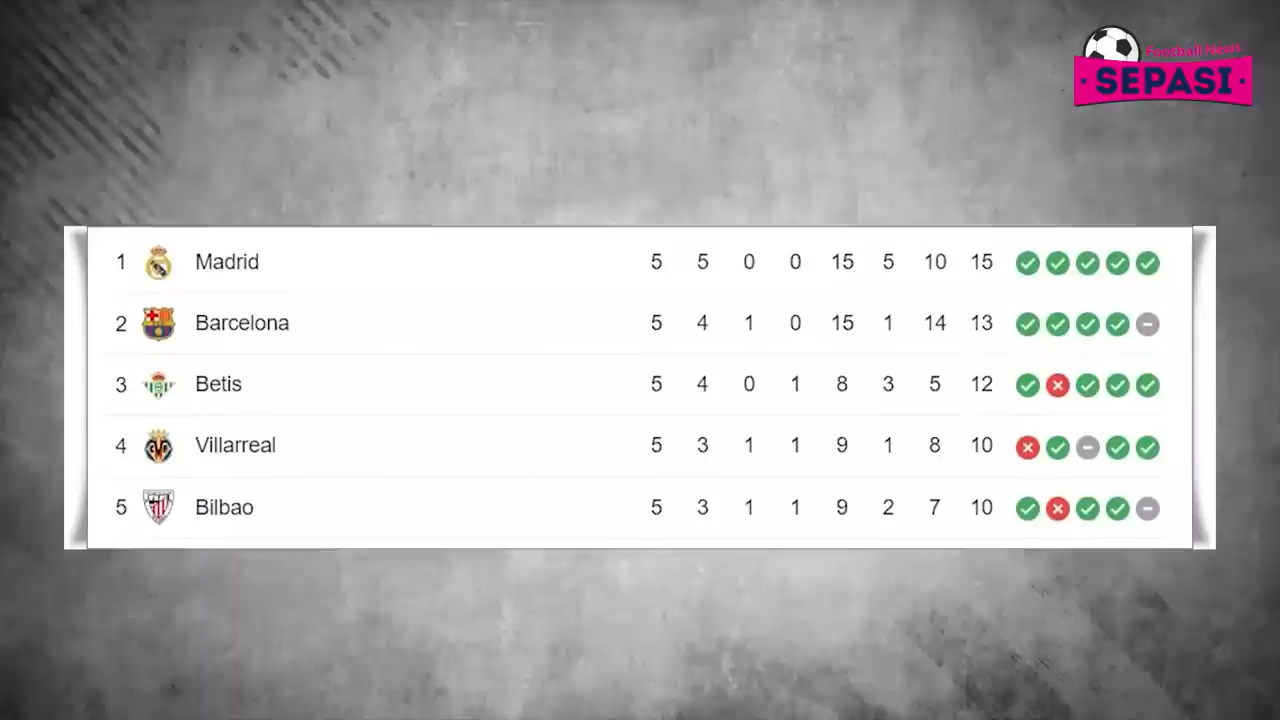 Football News
SEPASI
1 Madrid 5 5 0 0 15 5 10 15
2 Barcelona 5 4 1 0 15 1 14 13
3 Betis 5 4 0 1 8 3 5 12
4 Villarreal 5 3 1 1 9 1 8 10
5 Bilbao 5 3 1 1 9 2 7 10